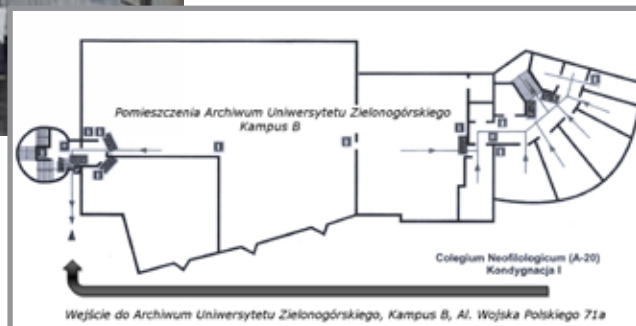 Pomieszczenia Archiwum Uniwersytetu Zielonogórskiego
Kampus B
Colegium Neofilologicum (A-20)
Kondygnacja I
Wejście do Archiwum Uniwersytetu Zielonogórskiego, Kampus B, Al. Wojska Polskiego 71a